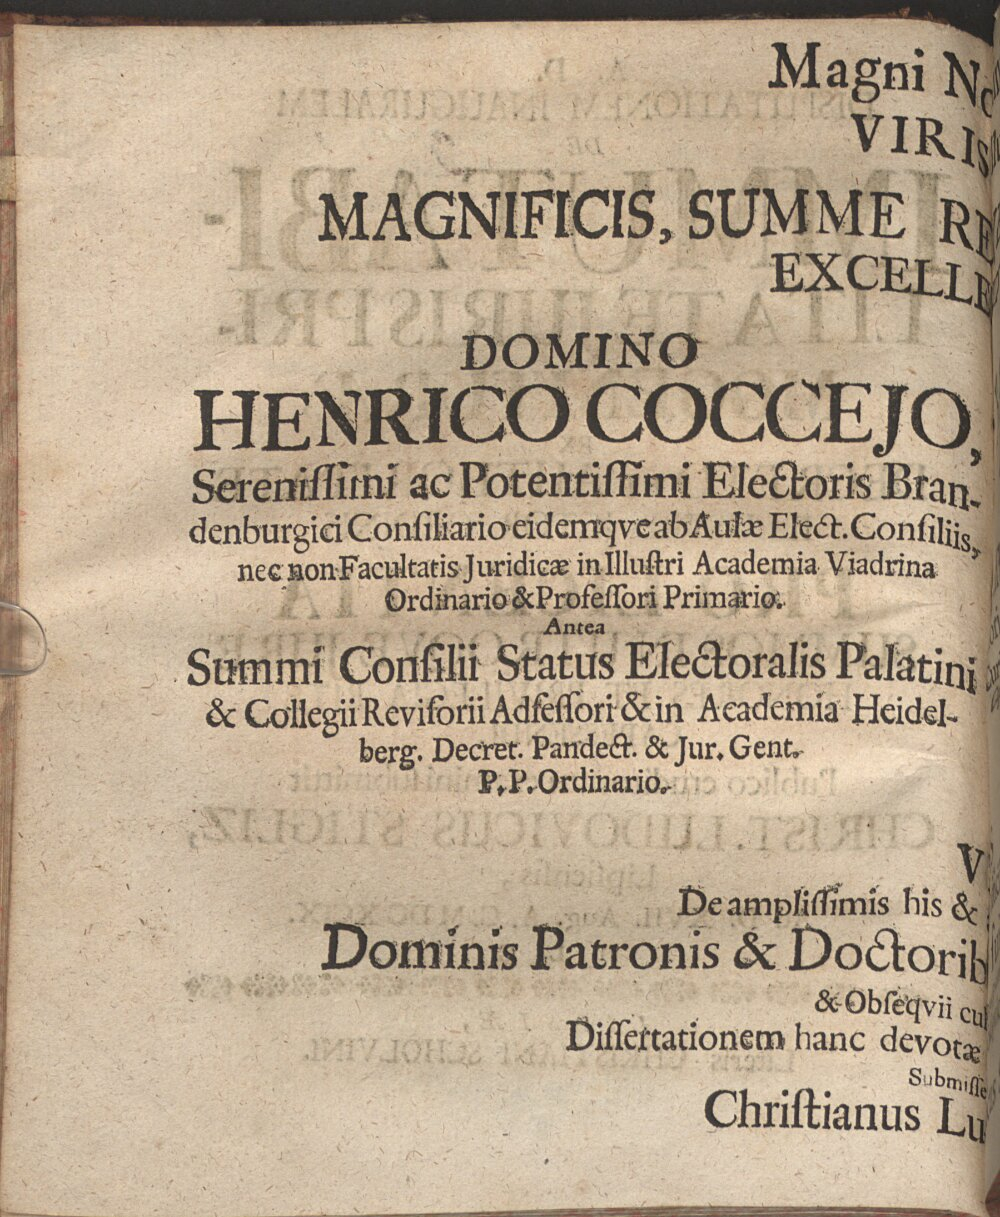 Magni No
VIRIS
MAGNIFICIS, SUMME RE
EXCELLE
DOMINO
HENRICO COCCEJO,
Sereniſſimi ac Potentiſſimi Electoris Bran-
denburgici Conſiliario eidemqve ab Aulæ Elect. Conſiliis,
nec non Facultatis Juridicæ in Illuſtri Academia Viadrina
Ordinario & Profeſſori Primario.
Antea
Summi Conſilii Status Electoralis Palatini
& Collegii Reviſorii Adſeſſori & in Academia Heidel-
berg. Decret. Pandect. & Jur. Gent.
P. P. Ordinario.
V
De ampliſſimis his &
Dominis Patronis & Doctorib
& Obſeqvii cul
Diſſertationem hanc devotæ
Submiſſe
Chriſtianus Lu